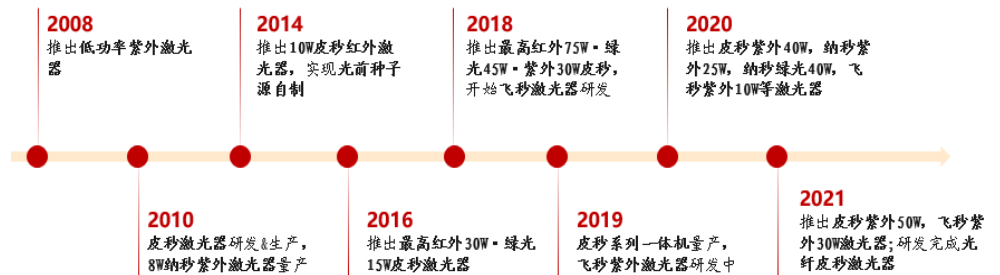 2008
推出低功率紫外激光
器
2014
推出10W皮秒红外激
光器，实现光前种子
源自制
2018
推出最高红外75W·绿
光45W·紫外30W皮秒，
开始飞秒激光器研发
2020
推出皮秒紫外40W，纳秒紫
外25W，纳秒绿光40W，飞
秒紫外10W等激光器
2010
皮秒激光器研发&生产，
8W纳秒紫外激光器量产
2016
推出最高红外30W·绿光
15W皮秒激光器
2019
皮秒系列一体机量产，
飞秒紫外激光器研发中
2021
推出皮秒紫外50W，飞秒紫
外30W激光器；研发完成光
纤皮秒激光器